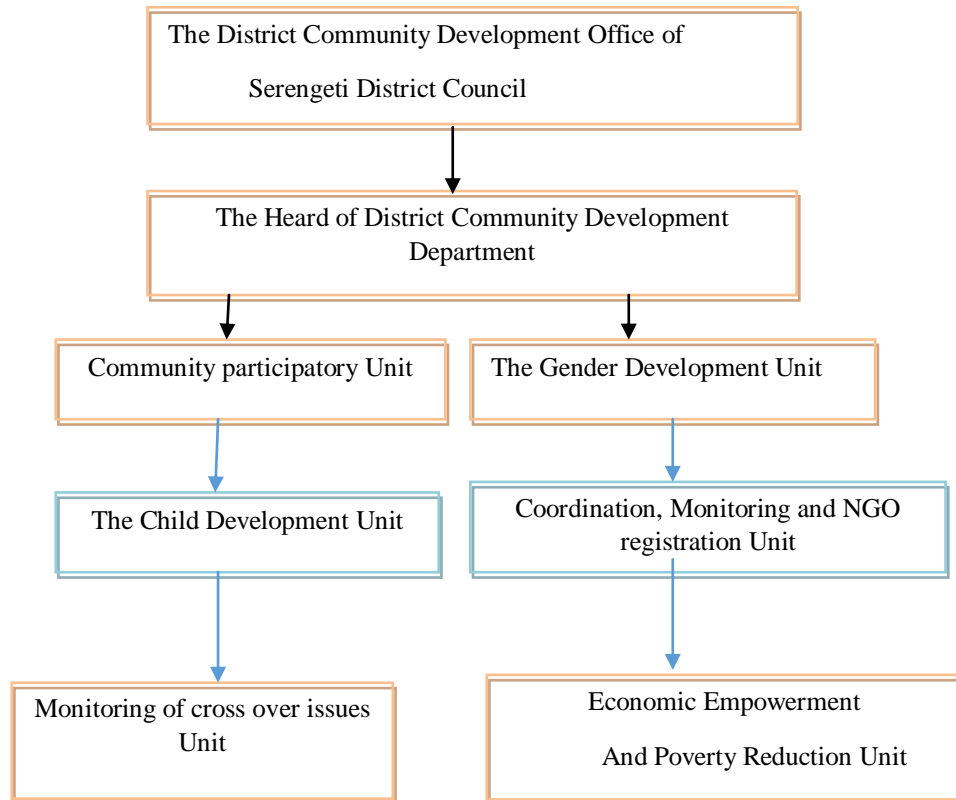 The District Community Development Office of
Serengeti District Council
The Heard of District Community Development
Department
Community participatory Unit
The Gender Development Unit
The Child Development Unit
Coordination, Monitoring and NGO
registration Unit
Monitoring of cross over issues
Unit
Economic Empowerment
And Poverty Reduction Unit